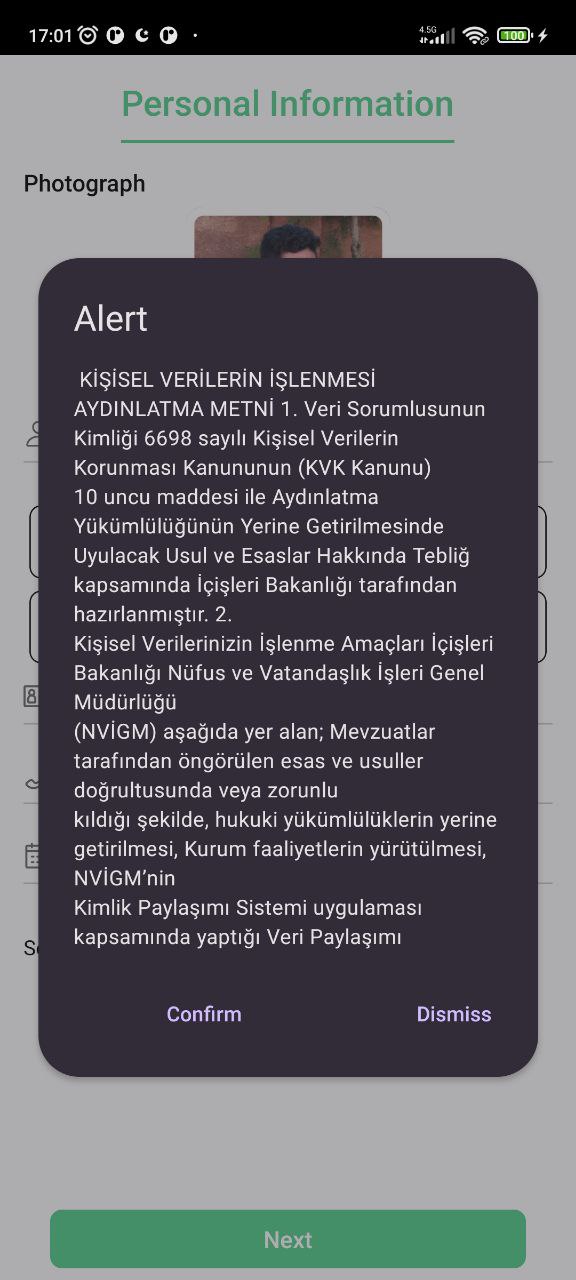 17:01
4.5G
100
Personal Information
Photograph
Alert
KİŞİSEL VERİLERİN İŞLENMESİ
AYDINLATMA METNİ 1. Veri Sorumlusunun
Kimliği 6698 sayılı Kişisel Verilerin
Korunması Kanununun (KVK Kanunu)
10 uncu maddesi ile Aydınlatma
Yükümlülüğünün Yerine Getirilmesinde
Uyulacak Usul ve Esaslar Hakkında Tebliğ
kapsamında İçişleri Bakanlığı tarafından
hazırlanmıştır. 2.
Kişisel Verilerinizin İşlenme Amaçları İçişleri
Bakanlığı Nüfus ve Vatandaşlık İşleri Genel
Müdürlüğü
(NVİGM) aşağıda yer alan; Mevzuatlar
tarafından öngörülen esas ve usuller
doğrultusunda veya zorunlu
kıldığı şekilde, hukuki yükümlülüklerin yerine
getirilmesi, Kurum faaliyetlerin yürütülmesi,
NVİGM’nin
Kimlik Paylaşımı Sistemi uygulaması
kapsamında yaptığı Veri Paylaşımı
Confirm Dismiss
Next